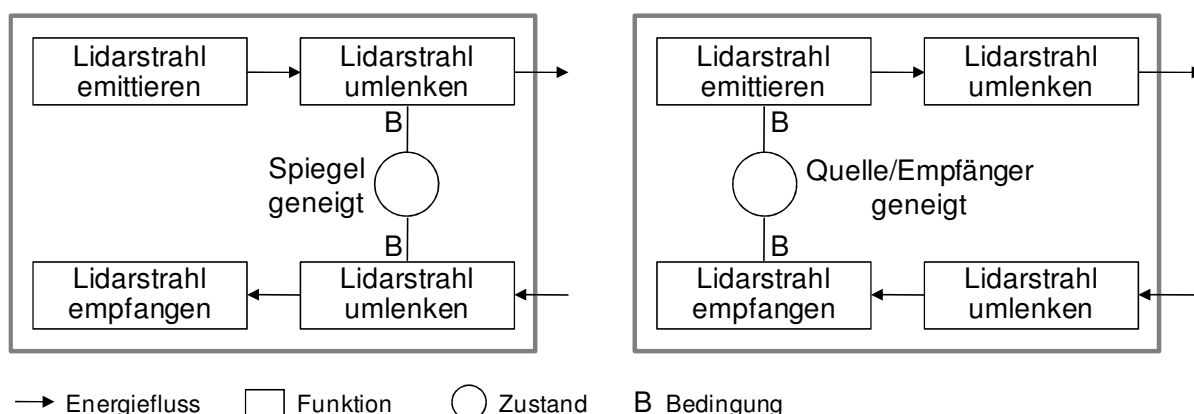 Lidarstrahl
emittieren
Lidarstrahl
umlenken
B
Spiegel
geneigt
B
Lidarstrahl
empfangen
Lidarstrahl
umlenken
Lidarstrahl
emittieren
Lidarstrahl
umlenken
B
Quelle/Empfänger
geneigt
B
Lidarstrahl
empfangen
Lidarstrahl
umlenken
Energiefluss
Funktion
Zustand
B Bedingung